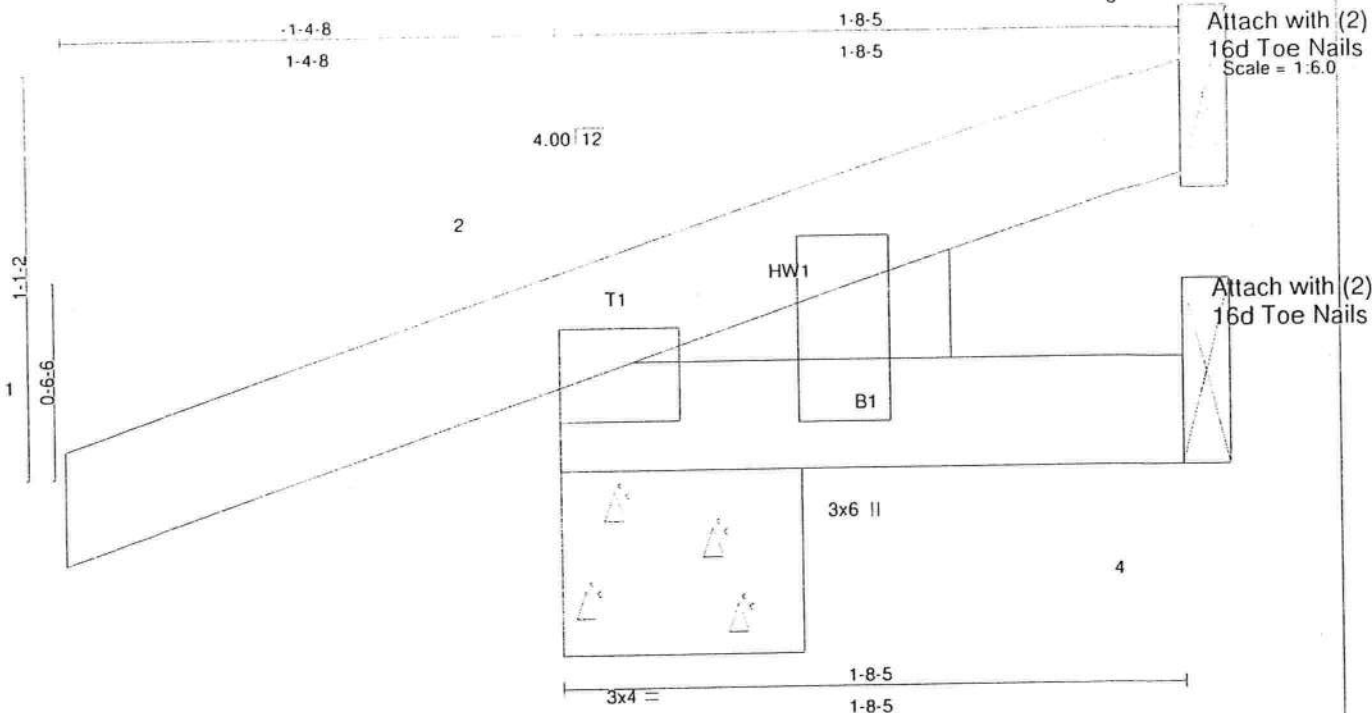 -1-4-8
1-8-5
Attach with (2)
1-4-8
1-8-5
16d Toe Nails
Scale = 1:6.0
4.00 12
2
1-1-2
HW1
T1
Attach with (2)
16d Toe Nails
0-6-6
1
B1
3x6 II
4
1-8-5
3x4 =
1-8-5